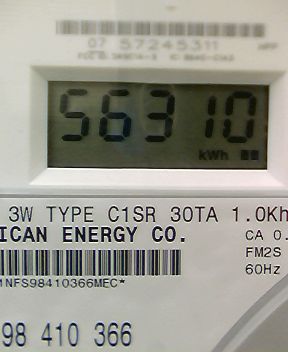 07 57245311
56310
kWh
3W TYPE C1SR 30TA 1.0Kh
ICAN ENERGY CO.
CA 0.
FM2S
60Hz
NFS98410366MEC*
98 410 366